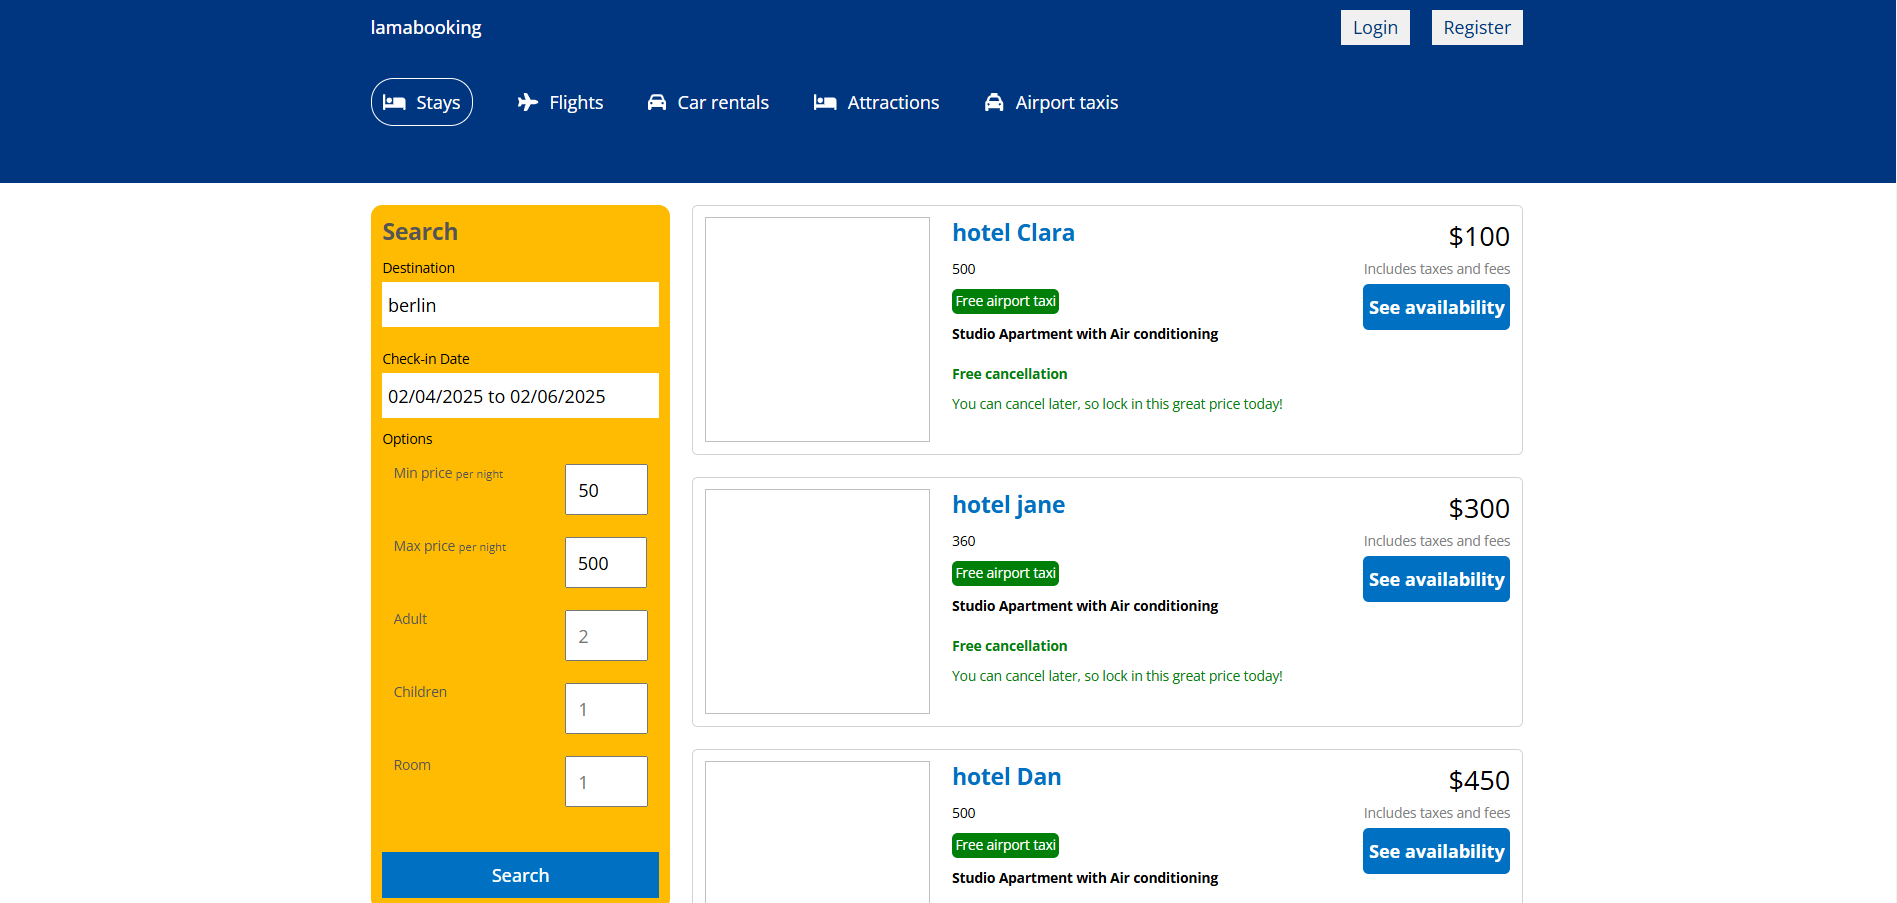 lamabooking
Login
Register
Stays
Flights
Car rentals
Attractions
Airport taxis
Search
Destination
berlin
Check-in Date
02/04/2025 to 02/06/2025
Options
Min price per night
50
Max price per night
500
Adult
2
Children
1
Room
1
Search
hotel Clara
500
Free airport taxi
Studio Apartment with Air conditioning
Free cancellation
You can cancel later, so lock in this great price today!
$100
Includes taxes and fees
See availability
hotel jane
360
Free airport taxi
Studio Apartment with Air conditioning
Free cancellation
You can cancel later, so lock in this great price today!
$300
Includes taxes and fees
See availability
hotel Dan
500
Free airport taxi
Studio Apartment with Air conditioning
$450
Includes taxes and fees
See availability